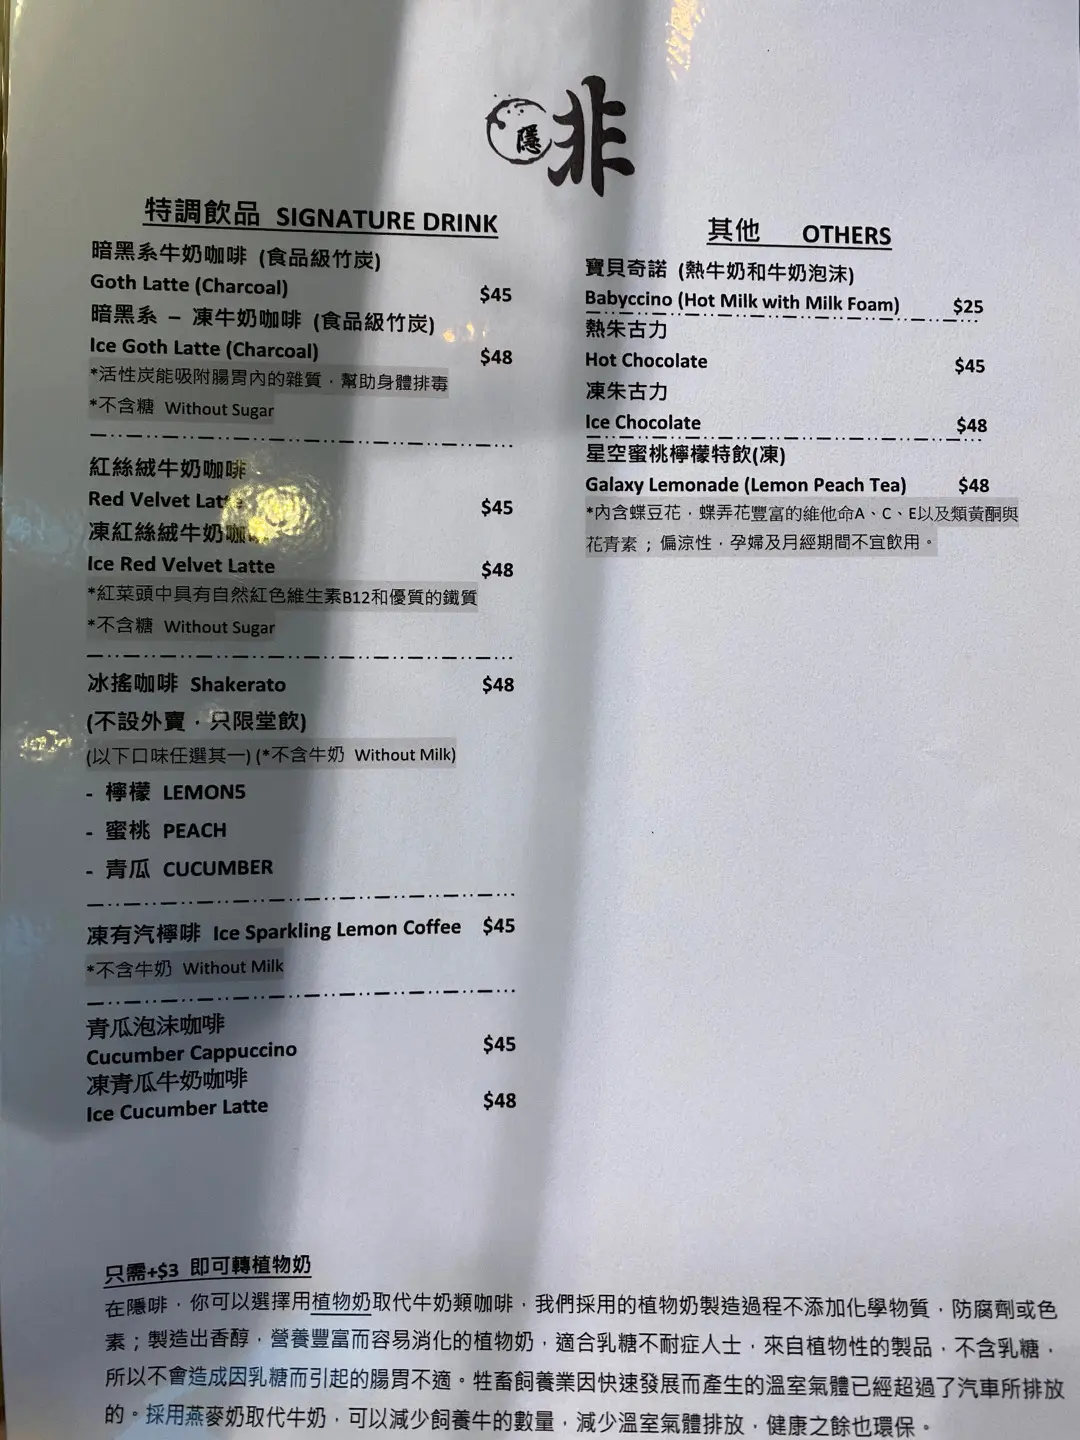 隱 非
特調飲品 SIGNATURE DRINK
暗黑系牛奶咖啡 (食品級竹炭)
Goth Latte (Charcoal) $45
暗黑系 – 凍牛奶咖啡 (食品級竹炭)
Ice Goth Latte (Charcoal) $48
*活性炭能吸附腸胃內的雜質，幫助身體排毒
*不含糖 Without Sugar
紅絲絨牛奶咖啡
Red Velvet Latte $45
凍紅絲絨牛奶咖啡
Ice Red Velvet Latte $48
*紅菜頭中具有自然紅色維生素B12和優質的鐵質
*不含糖 Without Sugar
冰搖咖啡 Shakerato $48
(不設外賣，只限堂飲)
(以下口味任選其一) (*不含牛奶 Without Milk)
- 檸檬 LEMON5
- 蜜桃 PEACH
- 青瓜 CUCUMBER
凍有汽檸啡 Ice Sparkling Lemon Coffee $45
*不含牛奶 Without Milk
青瓜泡沫咖啡
Cucumber Cappuccino $45
凍青瓜牛奶咖啡
Ice Cucumber Latte $48
其他 OTHERS
寶貝奇諾 (熱牛奶和牛奶泡沫)
Babyccino (Hot Milk with Milk Foam) $25
熱朱古力
Hot Chocolate $45
凍朱古力
Ice Chocolate $48
星空蜜桃檸檬特飲(凍)
Galaxy Lemonade (Lemon Peach Tea) $48
*內含蝶豆花，蝶弄花豐富的維他命A、C、E以及類黃酮與
花青素；偏涼性，孕婦及月經期間不宜飲用。
只需+$3 即可轉植物奶
在隱啡，你可以選擇用植物奶取代牛奶類咖啡，我們採用的植物奶製造過程不添加化學物質，防腐劑或色
素；製造出香醇，營養豐富而容易消化的植物奶，適合乳糖不耐症人士，來自植物性的製品，不含乳糖，
所以不會造成因乳糖而引起的腸胃不適。牲畜飼養業因快速發展而產生的溫室氣體已經超過了汽車所排放
的。採用燕麥奶取代牛奶，可以減少飼養牛的數量，減少溫室氣體排放，健康之餘也環保。